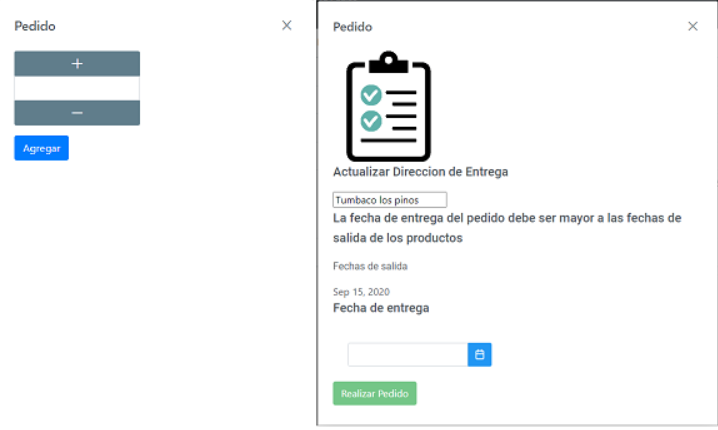 Pedido
Agregar
Pedido
Actualizar Direccion de Entrega
Tumbaco los pinos
La fecha de entrega del pedido debe ser mayor a las fechas de
salida de los productos
Fechas de salida
Sep 15, 2020
Fecha de entrega
Realizar Pedido